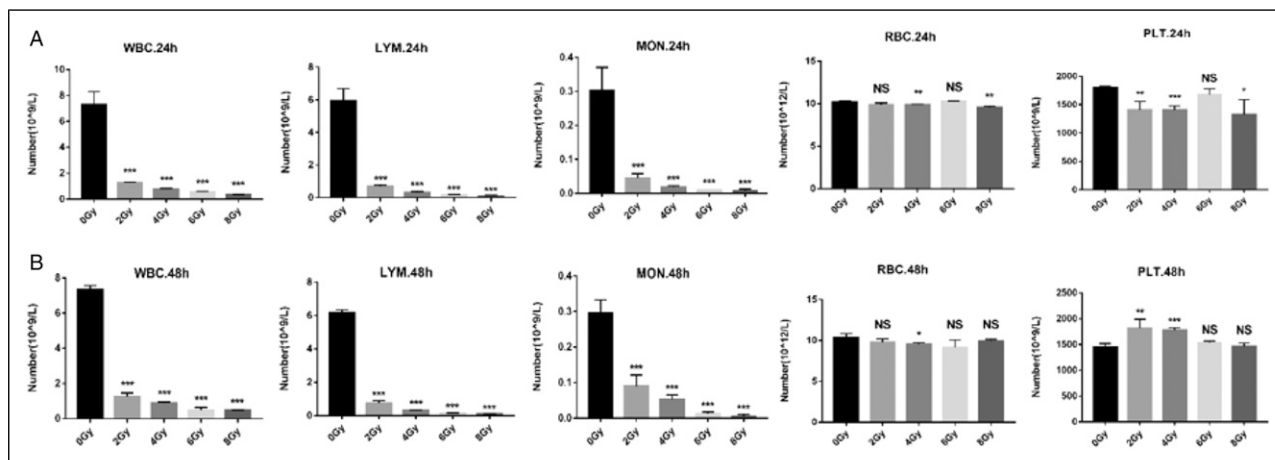 A
WBC.24h
Number(10^9/L)
10
8
6
4
2
0
***
***
***
***
0Gy
2Gy
4Gy
6Gy
8Gy
LYM.24h
Number(10^9/L)
8
6
4
2
0
***
***
***
***
0Gy
2Gy
4Gy
6Gy
8Gy
MON.24h
Number(10^9/L)
0.4
0.3
0.2
0.1
0.0
***
***
***
***
0Gy
2Gy
4Gy
6Gy
8Gy
RBC.24h
Number(10^12/L)
15
10
5
0
NS
**
NS
**
0Gy
2Gy
4Gy
6Gy
8Gy
PLT.24h
Number(10^9/L)
2000
1500
1000
500
0
**
***
NS
*
0Gy
2Gy
4Gy
6Gy
8Gy
B
WBC.48h
Number(10^9/L)
8
6
4
2
0
***
***
***
***
0Gy
2Gy
4Gy
6Gy
8Gy
LYM.48h
Number(10^9/L)
8
6
4
2
0
***
***
***
***
0Gy
2Gy
4Gy
6Gy
8Gy
MON.48h
Number(10^9/L)
0.4
0.3
0.2
0.1
0.0
***
***
***
***
0Gy
2Gy
4Gy
6Gy
8Gy
RBC.48h
Number(10^12/L)
15
10
5
0
NS
*
NS
NS
0Gy
2Gy
4Gy
6Gy
8Gy
PLT.48h
Number(10^9/L)
2500
2000
1500
1000
500
0
**
***
NS
NS
0Gy
2Gy
4Gy
6Gy
8Gy